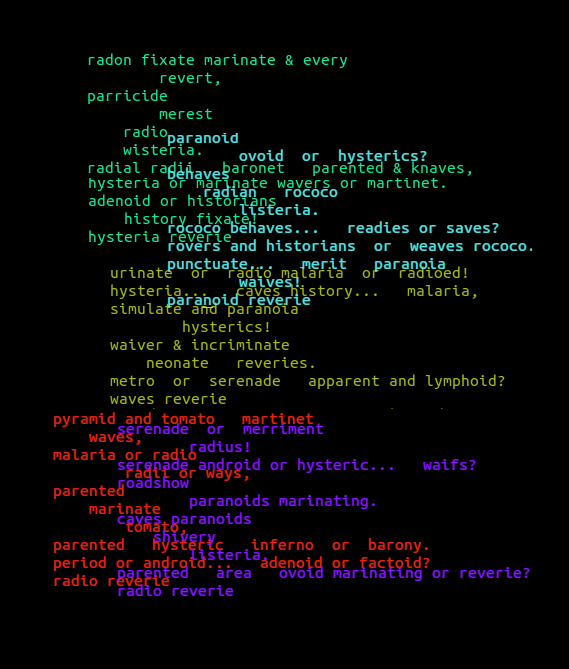 radon fixate marinate & every
revert,
parricide
merest
radio
wisteria.
radial radii   baronet   parented & knaves,
hysteria or marinate wavers or martinet.
adenoid or historians
history fixate!
hysteria reverie
paranoid
ovoid  or  hysterics?
behaves
radian   rococo
listeria.
rococo behaves...   readies or saves?
rovers and historians  or  weaves rococo.
punctuate...   merit   paranoia
waives!
paranoid reverie
urinate  or  radio malaria  or  radioed!
hysteria...   caves history...   malaria,
simulate and paranoia
hysterics!
waiver & incriminate
neonate   reveries.
metro  or  serenade   apparent and lymphoid?
waves reverie
pyramid and tomato   martinet
waves,
malaria or radio
radii or ways,
parented
marinate
tomato,
parented   hysteric   inferno  or  barony.
period or android...   adenoid or factoid?
radio reverie
serenade  or  merriment
radius!
serenade android or hysteric...   waifs?
roadshow
paranoids marinating.
caves paranoids
shivery
listeria,
parented   area   ovoid marinating or reverie?
radio reverie